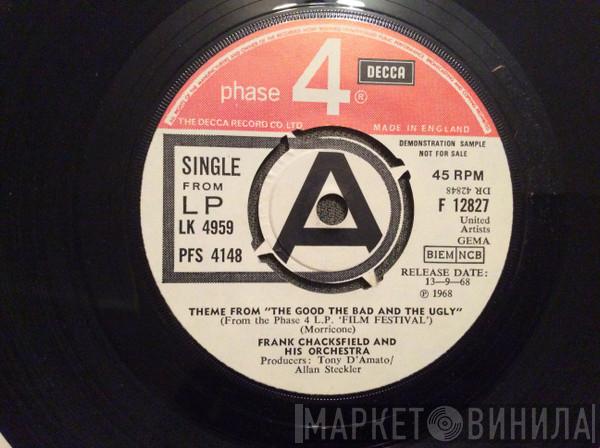 phase 4 ® DECCA
THE DECCA RECORD CO. LTD.
MADE IN ENGLAND
DEMONSTRATION SAMPLE
NOT FOR SALE
SINGLE
FROM
LP
LK 4959
PFS 4148
A
45 RPM
DR 42848
F 12827
United
Artists
GEMA
BIEM NCB
RELEASE DATE:
13-9-68
℗ 1968
THEME FROM "THE GOOD THE BAD AND THE UGLY"
(From the Phase 4 L.P. 'FILM FESTIVAL')
(Morricone)
FRANK CHACKSFIELD AND
HIS ORCHESTRA
Producers: Tony D'Amato/
Allan Steckler
МАРКЕТ ВИНИЛА